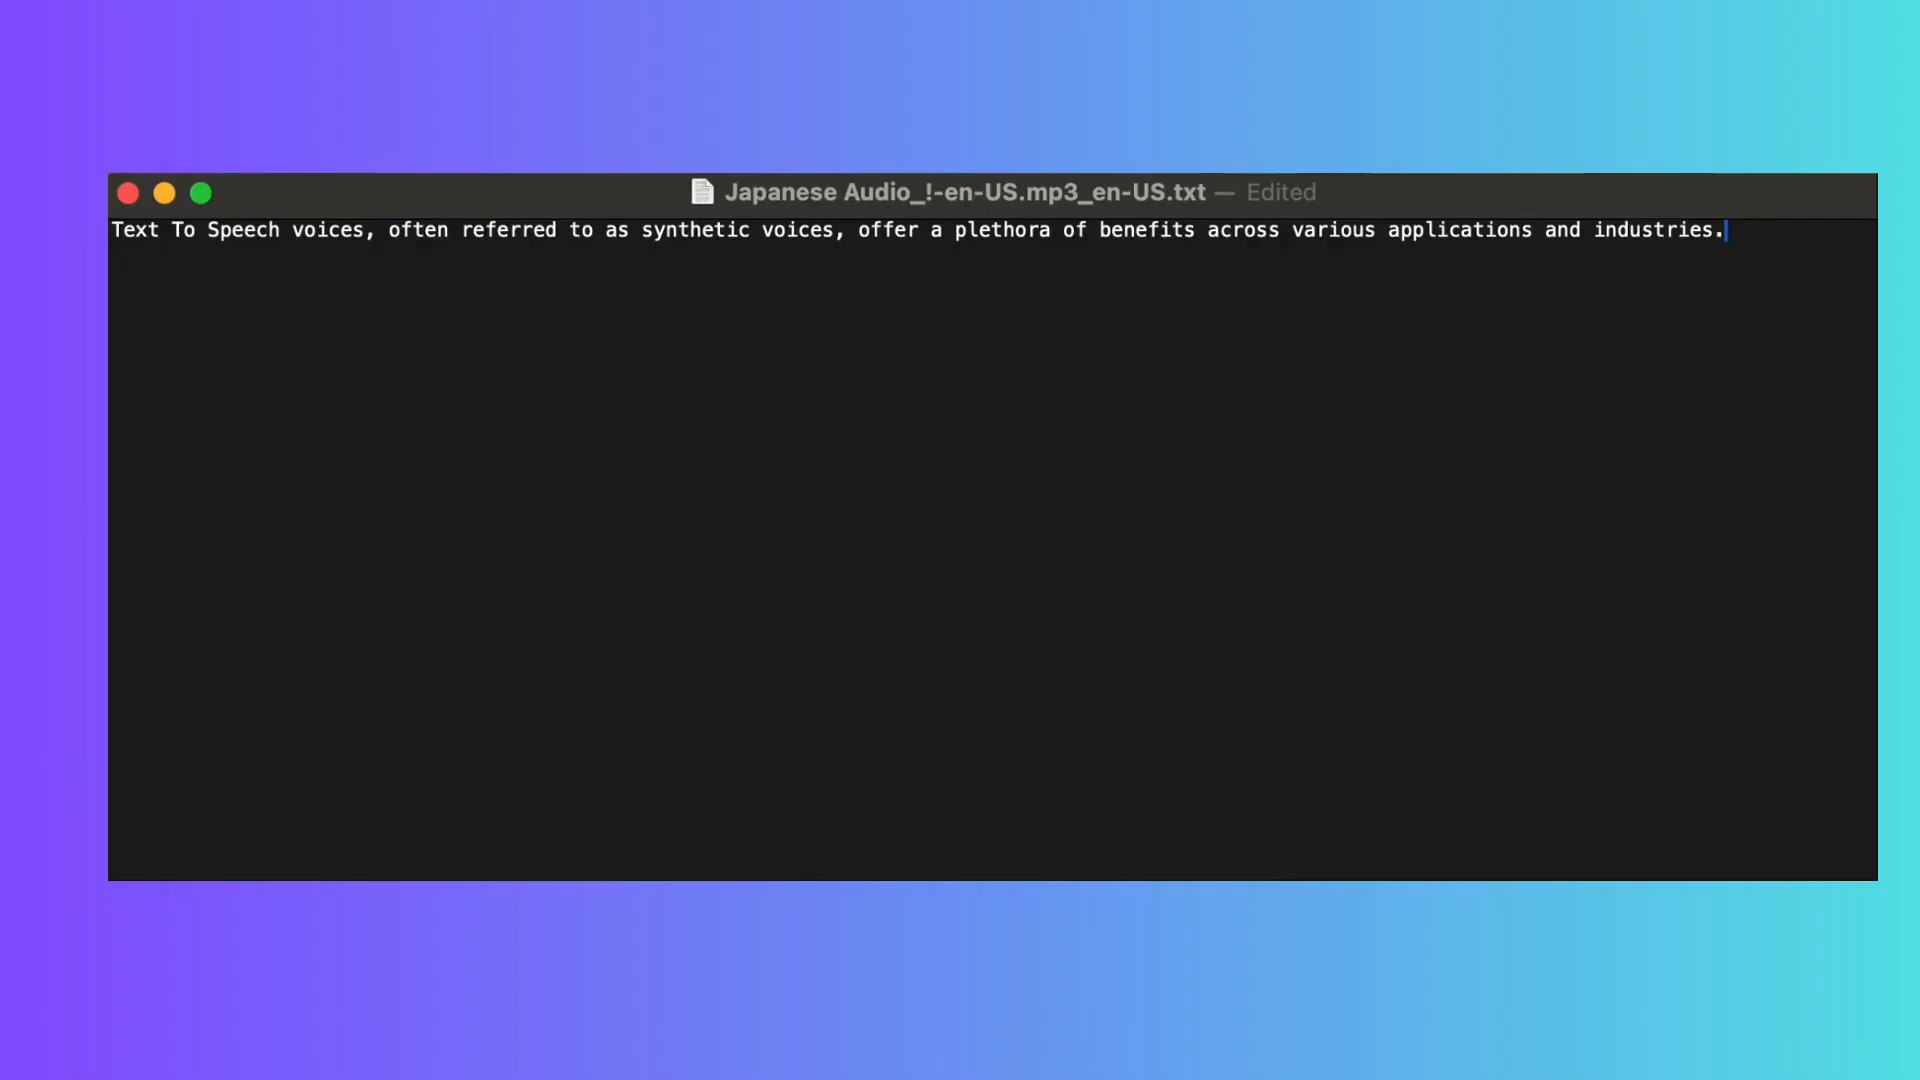 Japanese Audio_!-en-US.mp3_en-US.txt — Edited
Text To Speech voices, often referred to as synthetic voices, offer a plethora of benefits across various applications and industries.